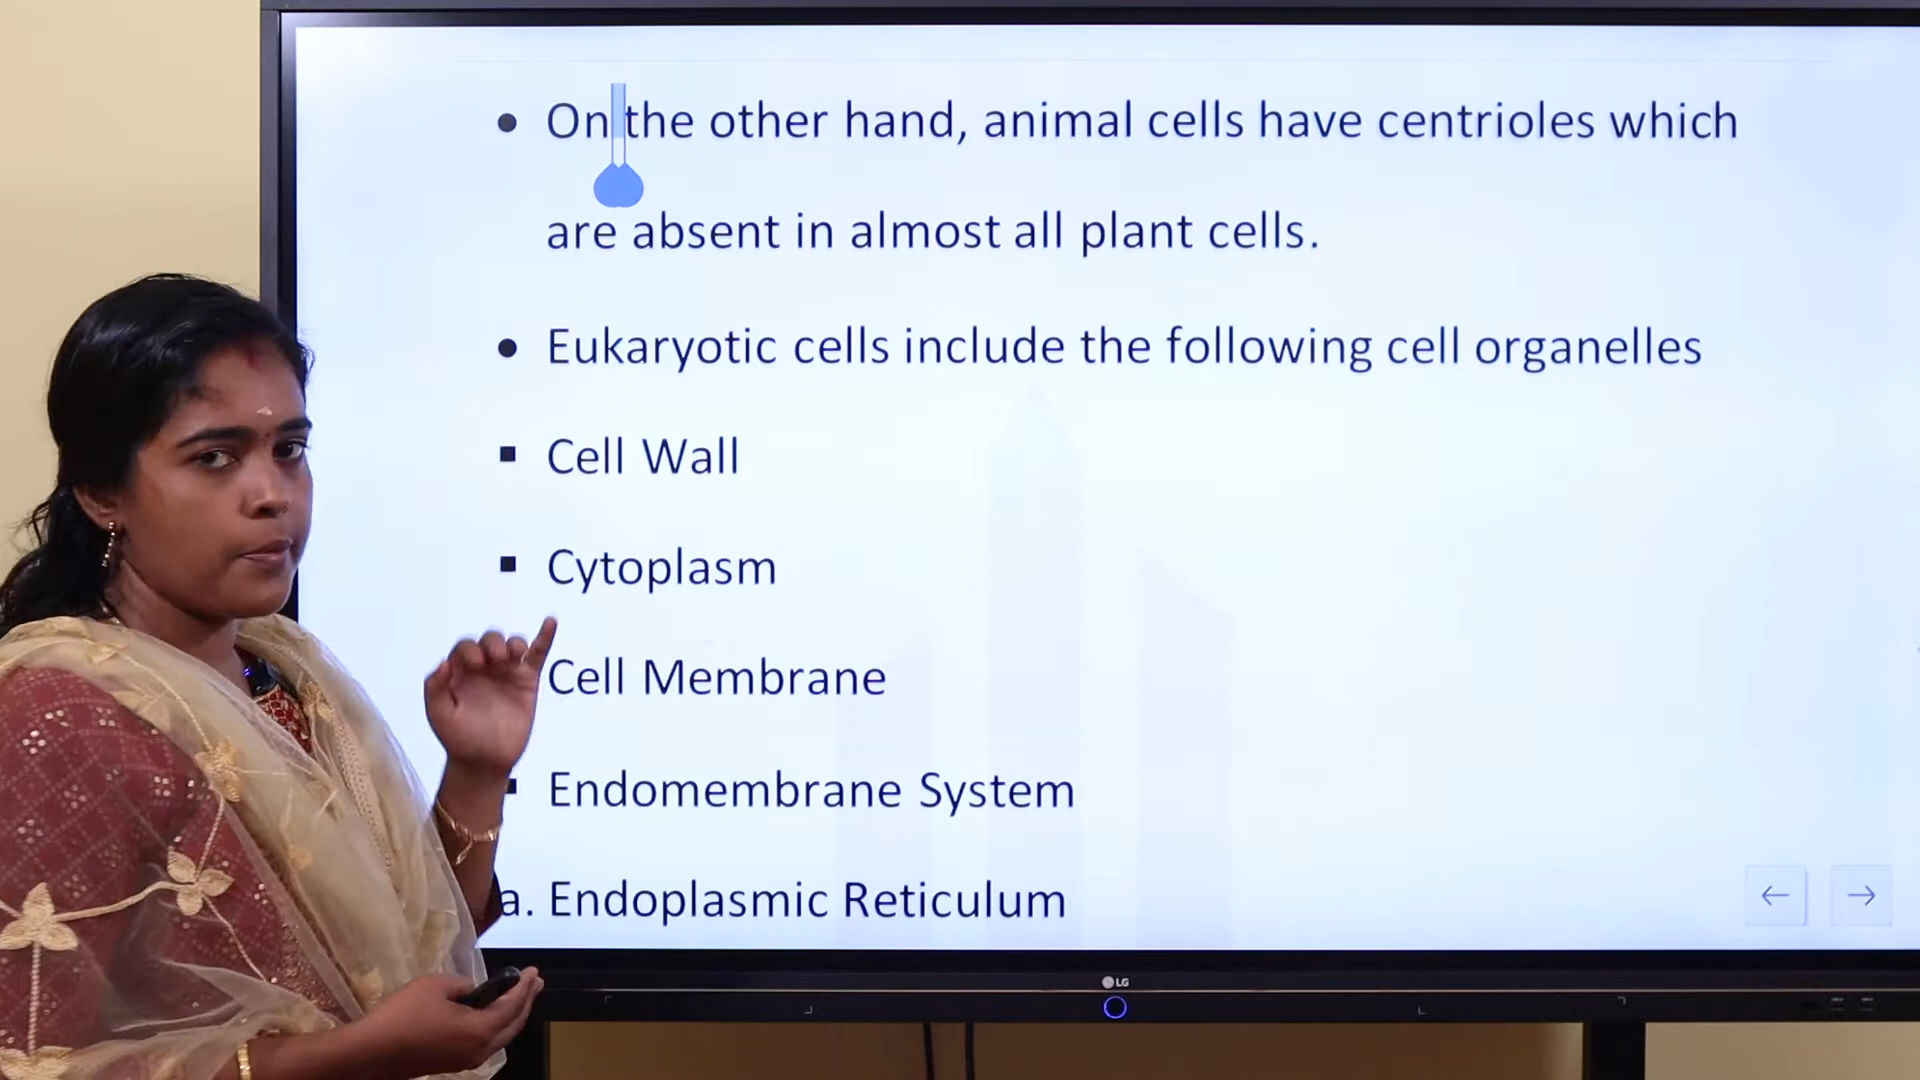 • On the other hand, animal cells have centrioles which
are absent in almost all plant cells.
• Eukaryotic cells include the following cell organelles
▪ Cell Wall
▪ Cytoplasm
Cell Membrane
▪ Endomembrane System
a. Endoplasmic Reticulum
LG